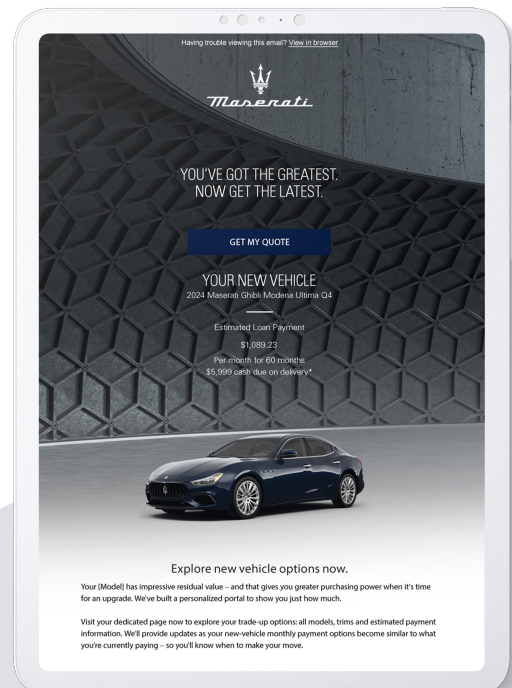 Having trouble viewing this email? View in browser
Maserati
YOU'VE GOT THE GREATEST.
NOW GET THE LATEST.
GET MY QUOTE
YOUR NEW VEHICLE
2024 Maserati Ghibli Modena Ultima Q4
Estimated Loan Payment
$1,089.23
Per month for 60 months
$5,999 cash due on delivery*
Explore new vehicle options now.
Your [Model] has impressive residual value – and that gives you greater purchasing power when it's time
for an upgrade. We've built a personalized portal to show you just how much.
Visit your dedicated page now to explore your trade-up options: all models, trims and estimated payment
information. We'll provide updates as your new-vehicle monthly payment options become similar to what
you're currently paying – so you'll know when to make your move.